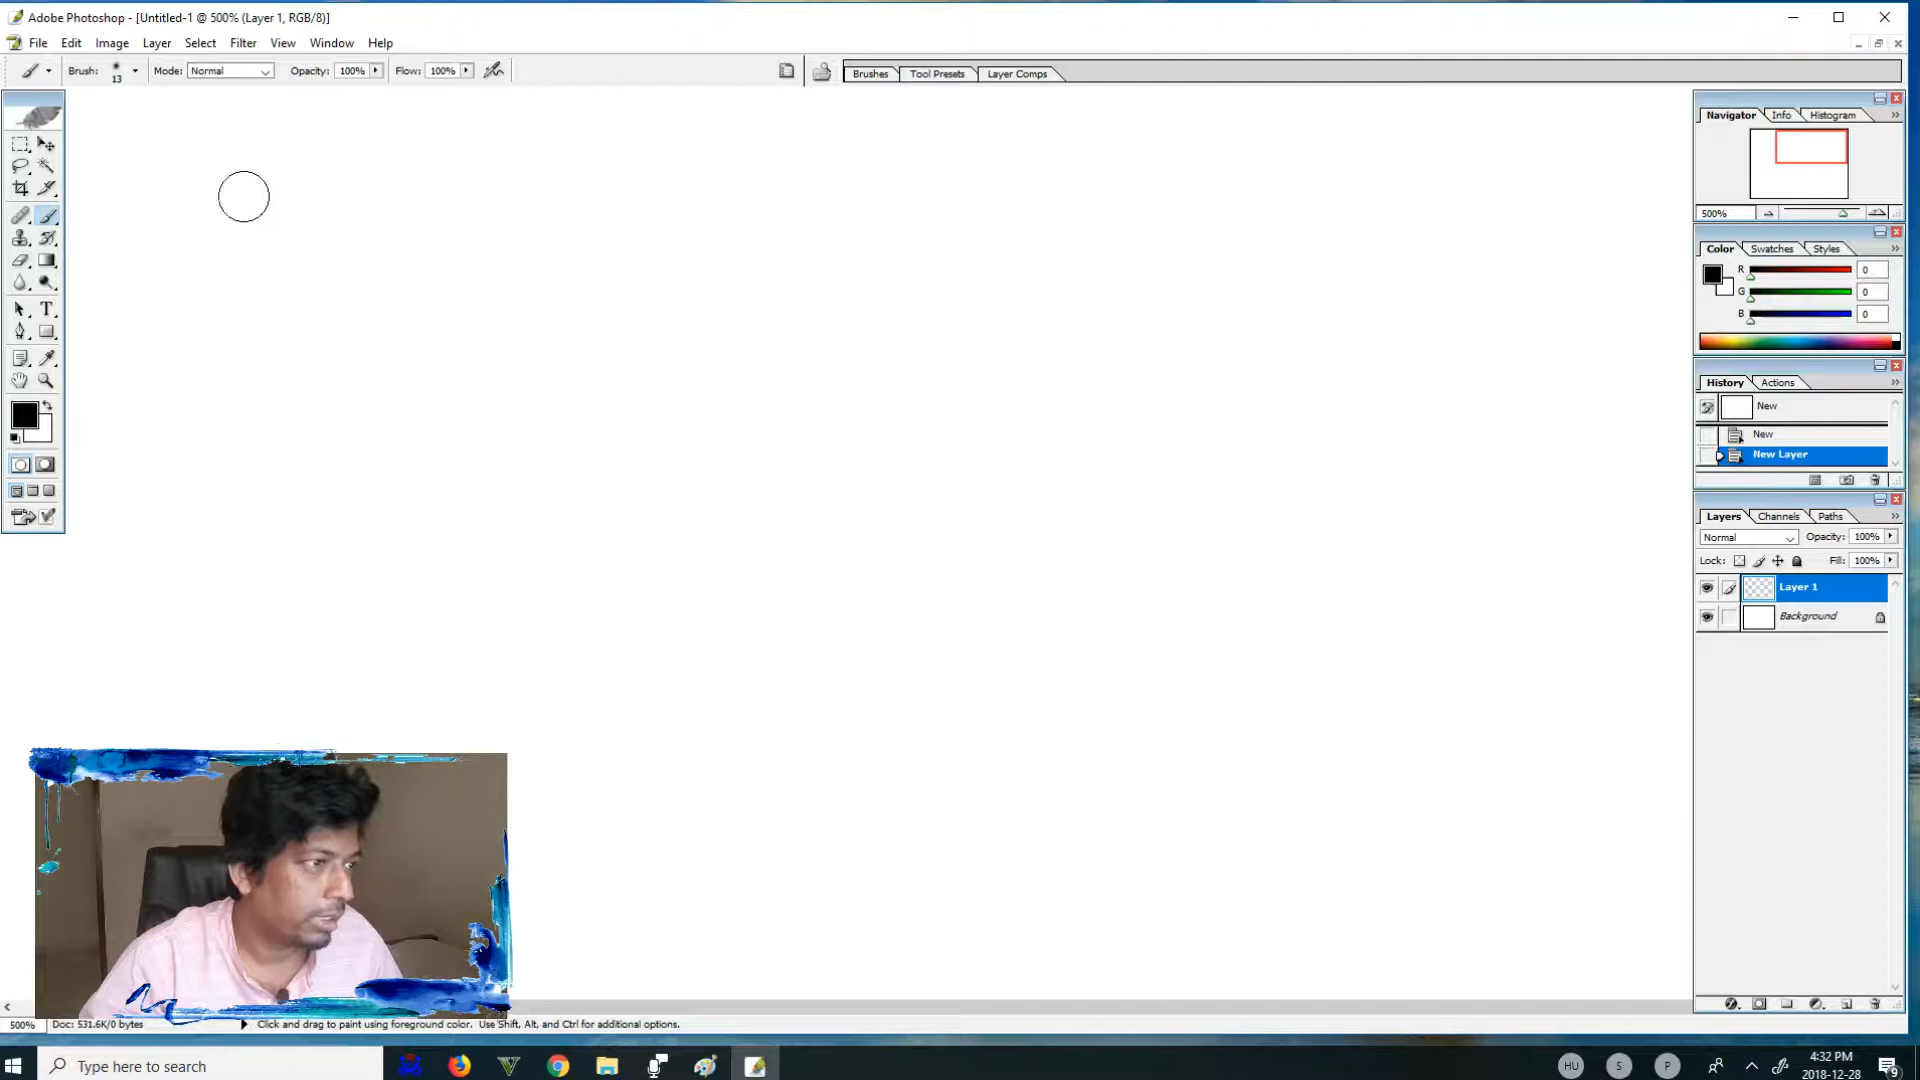 Adobe Photoshop - [Untitled-1 @ 500% (Layer 1, RGB/8)]
File Edit Image Layer Select Filter View Window Help
Brush: 13 Mode: Normal Opacity: 100% Flow: 100% Brushes Tool Presets Layer Comps
Navigator Info Histogram
500%
Color Swatches Styles
R 0
G 0
B 0
History Actions
New
New
New Layer
Layers Channels Paths
Normal Opacity: 100%
Lock: Fill: 100%
Layer 1
Background
500% Doc: 531.6K/0 bytes Click and drag to paint using foreground color. Use Shift, Alt, and Ctrl for additional options.
Type here to search
HU S P
4:32 PM
2018-12-28
9